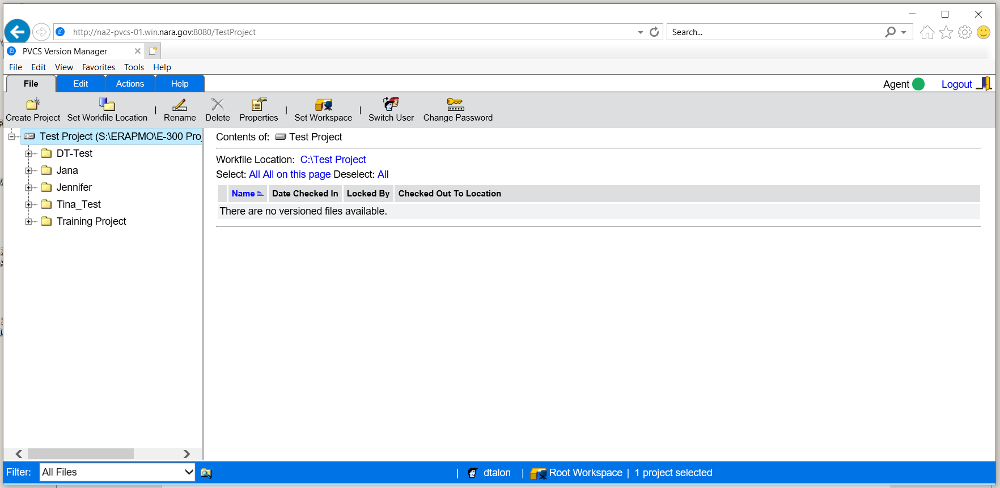 http://na2-pvcs-01.win.nara.gov:8080/TestProject
Search...
PVCS Version Manager
File Edit View Favorites Tools Help
File Edit Actions Help
Agent Logout
Create Project Set Workfile Location | Rename Delete Properties | Set Workspace | Switch User Change Password
Test Project (S:\ERAPMO\E-300 Proj
DT-Test
Jana
Jennifer
Tina_Test
Training Project
Contents of: Test Project
Workfile Location: C:\Test Project
Select: All All on this page Deselect: All
Name Date Checked In Locked By Checked Out To Location
There are no versioned files available.
Filter: All Files
| dtalon | Root Workspace | 1 project selected